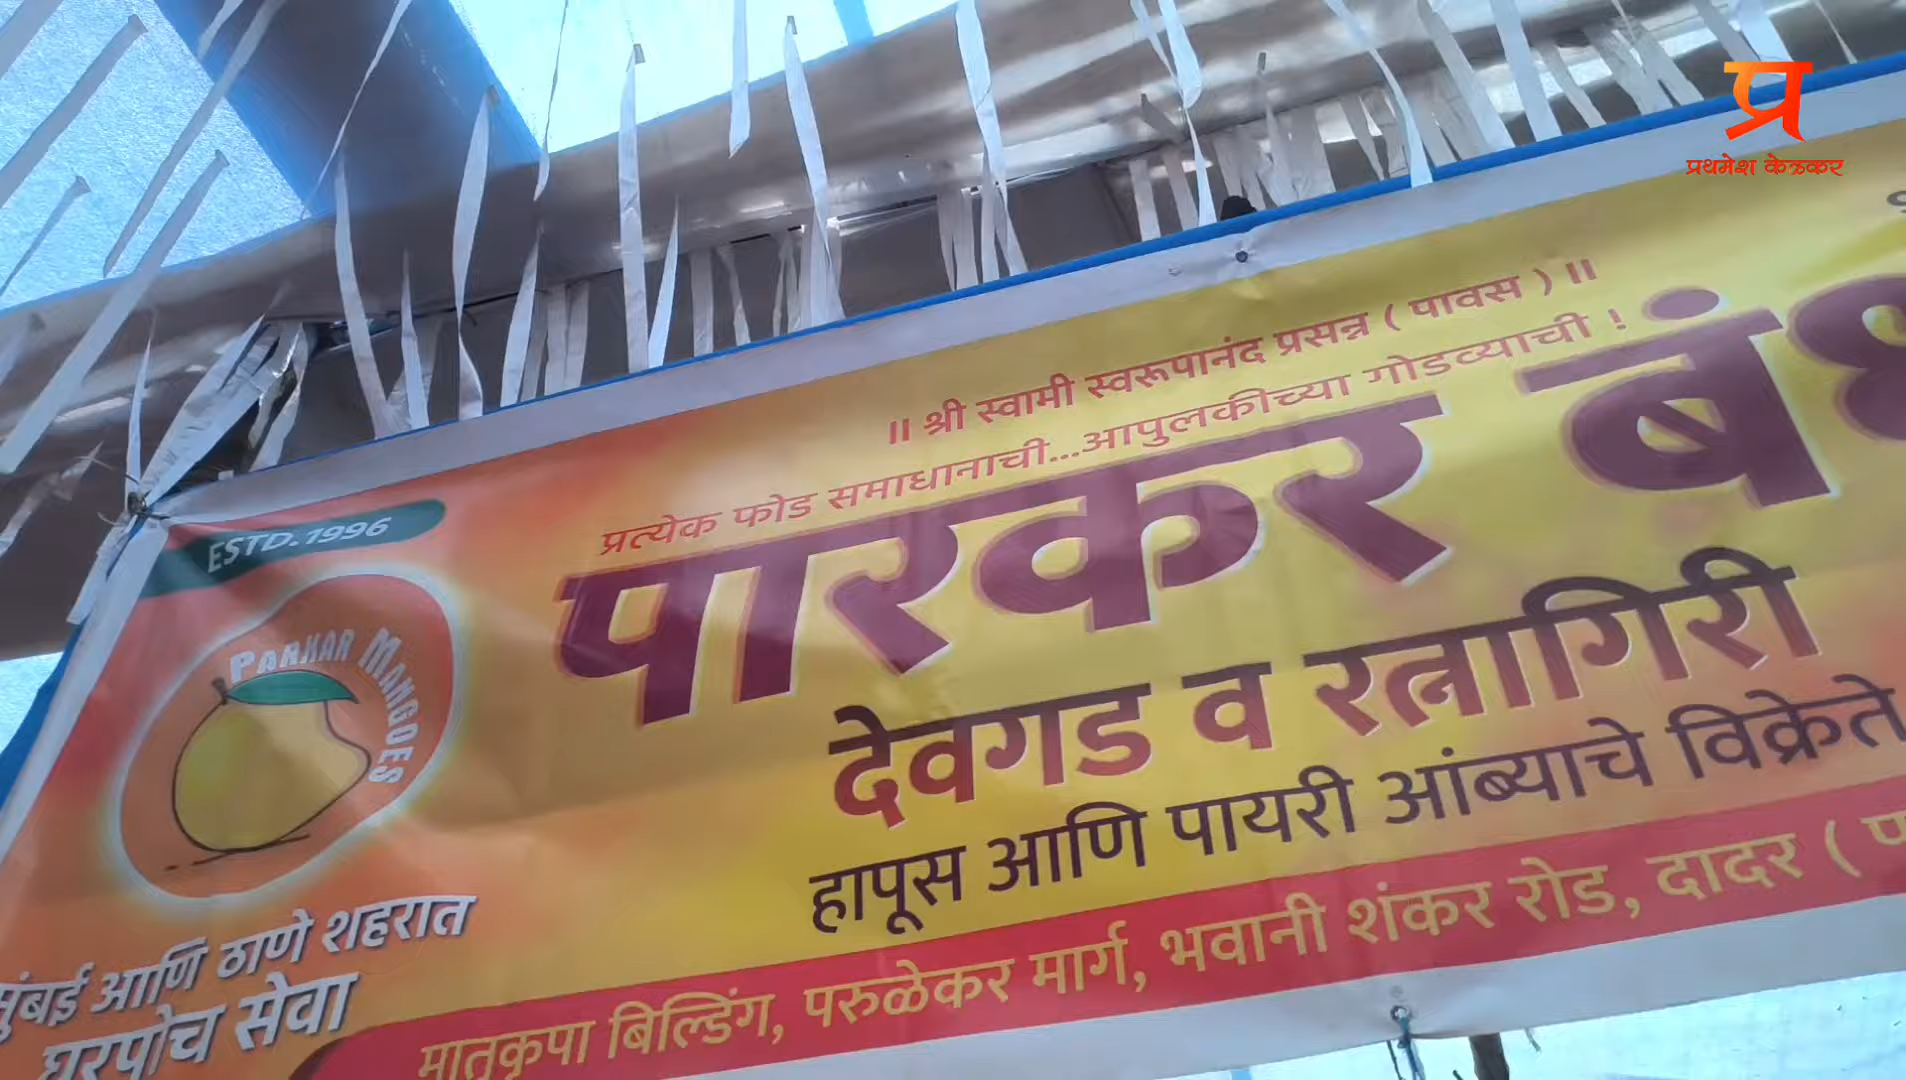 प्र
प्रथमेश केळकर
॥ श्री स्वामी स्वरूपानंद प्रसन्न ( पावस ) ॥
प्रत्येक फोड समाधानाची...आपुलकीच्या गोडव्याची !
पारकर
देवगड व रत्नागिरी
हापूस आणि पायरी आंब्याचे विक्रेते
मातृकृपा बिल्डिंग, परुळेकर मार्ग, भवानी शंकर रोड, दादर (
ESTD.1996
PARKAR MANGOES
मुंबई आणि ठाणे शहरात
घरपोच सेवा